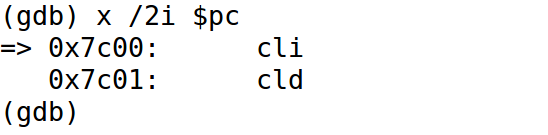 (gdb) x /2i $pc
=> 0x7c00:      cli
   0x7c01:      cld
(gdb)